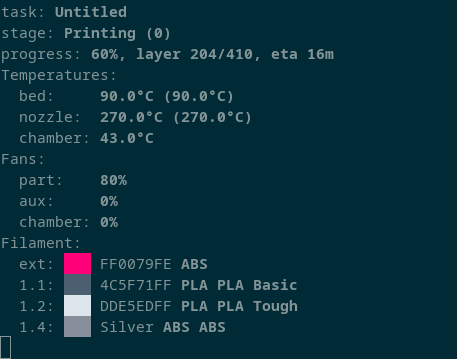 task: Untitled
stage: Printing (0)
progress: 60%, layer 204/410, eta 16m
Temperatures:
bed: 90.0°C (90.0°C)
nozzle: 270.0°C (270.0°C)
chamber: 43.0°C
Fans:
part: 80%
aux: 0%
chamber: 0%
Filament:
ext: FF0079FE ABS
1.1: 4C5F71FF PLA PLA Basic
1.2: DDE5EDFF PLA PLA Tough
1.4: Silver ABS ABS